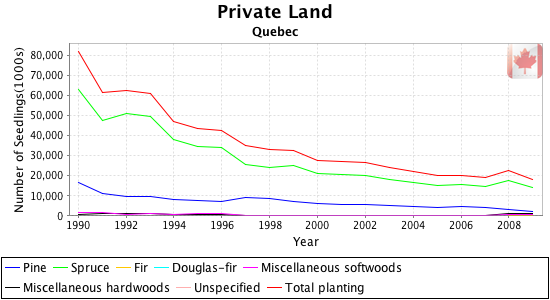 Private Land
Quebec
Number of Seedlings(1000s)
80,000
70,000
60,000
50,000
40,000
30,000
20,000
10,000
0
1990 1992 1994 1996 1998 2000 2002 2004 2006 2008
Year
Pine Spruce Fir Douglas-fir Miscellaneous softwoods
Miscellaneous hardwoods Unspecified Total planting